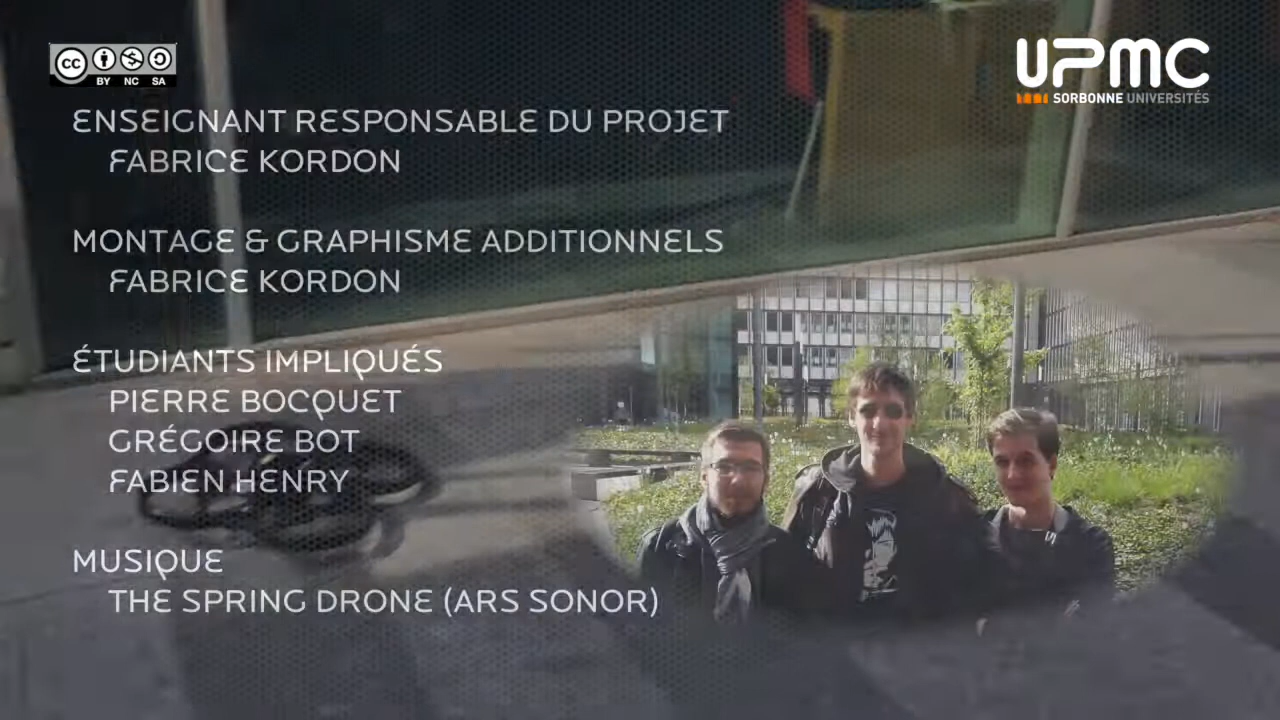 CC BY NC SA
UPMC
SORBONNE UNIVERSITÉS
ENSEIGNANT RESPONSABLE DU PROJET
FABRICE KORDON
MONTAGE & GRAPHISME ADDITIONNELS
FABRICE KORDON
ÉTUDIANTS IMPLIQUÉS
PIERRE BOCQUET
GRÉGOIRE BOT
FABIEN HENRY
MUSIQUE
THE SPRING DRONE (ARS SONOR)